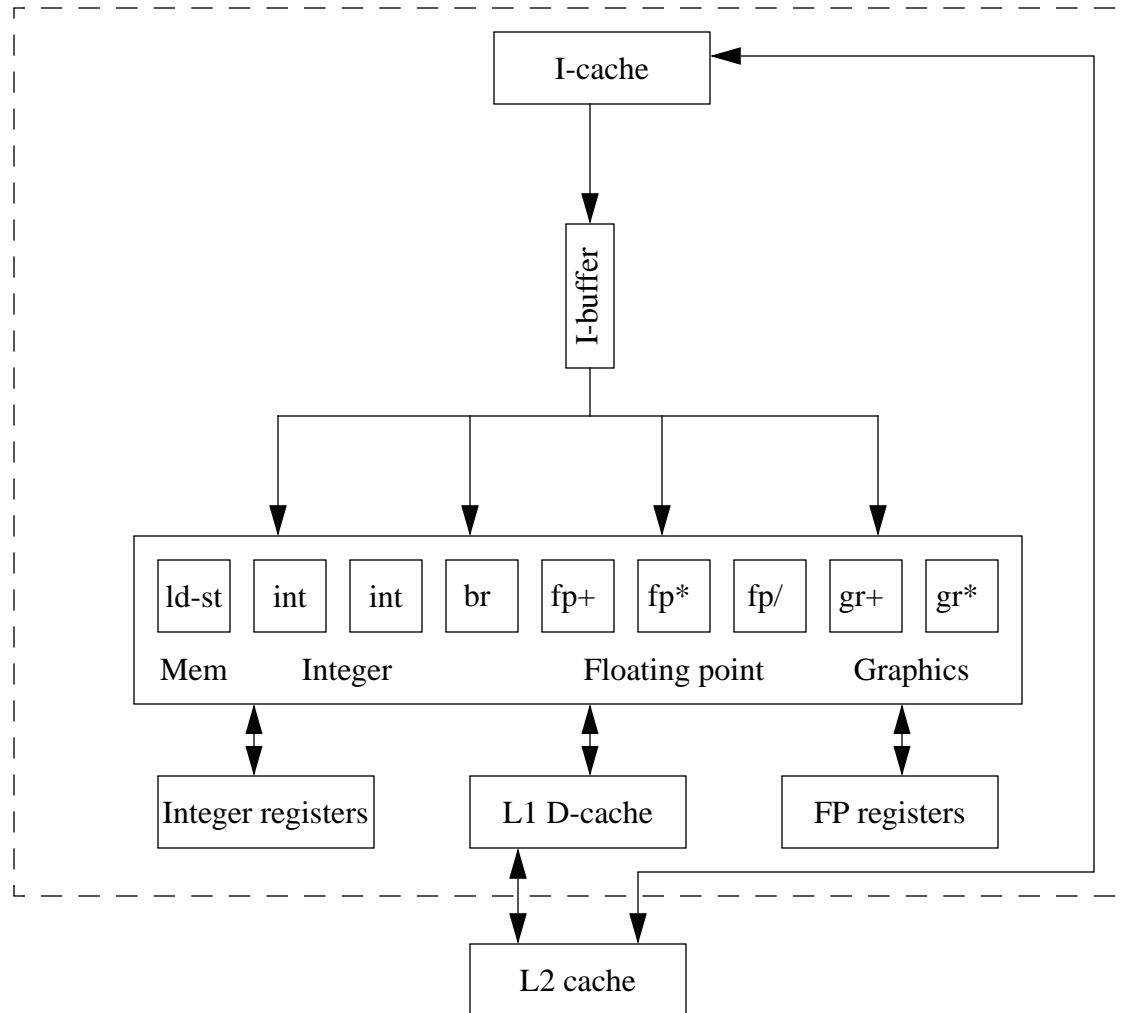 I-cache
I-buffer
ld-st int int br fp+ fp* fp/ gr+ gr*
Mem Integer Floating point Graphics
Integer registers L1 D-cache FP registers
L2 cache